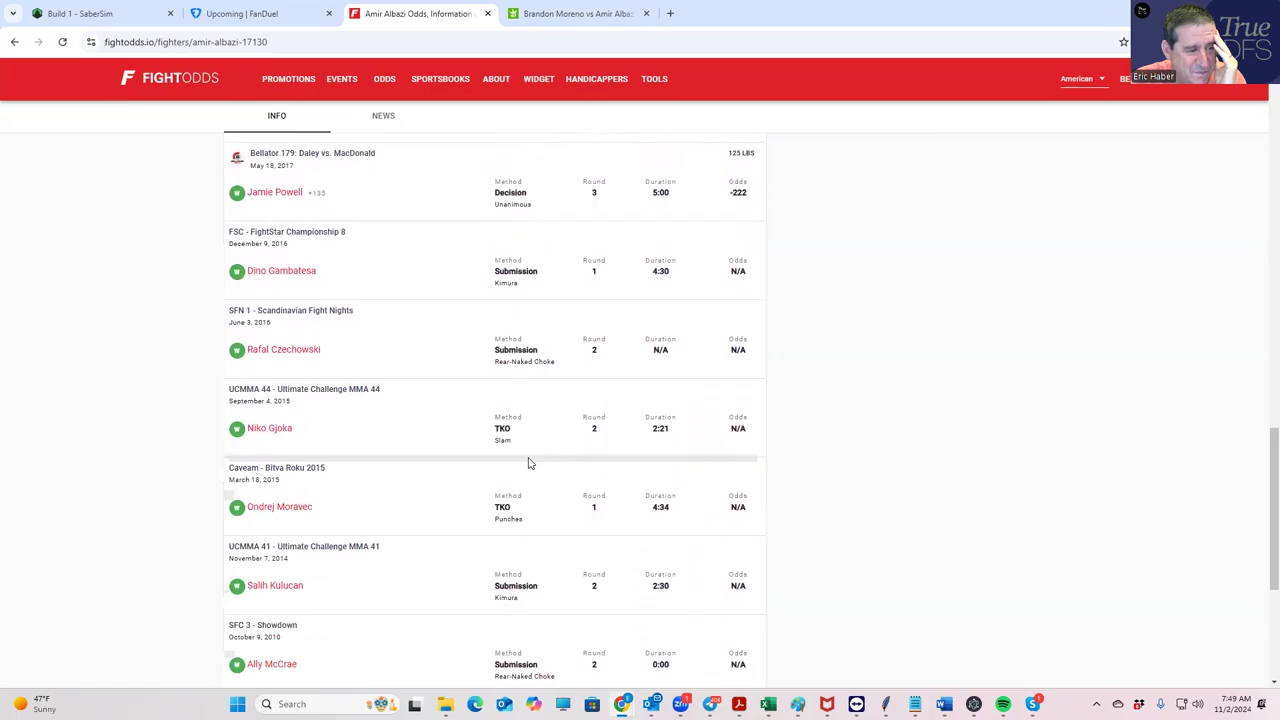 Build 1 - SaberSim
Upcoming | FanDuel
Amir Albazi Odds, Information
Brandon Moreno vs Amir Albaz
fightodds.io/fighters/amir-albazi-17130
True
DFS
Eric Haber
FIGHTODDS
PROMOTIONS EVENTS ODDS SPORTSBOOKS ABOUT WIDGET HANDICAPPERS TOOLS
American
INFO NEWS
Bellator 179: Daley vs. MacDonald 125 LBS
May 18, 2017
Method Round Duration Odds
W Jamie Powell +135 Decision 3 5:00 -222
Unanimous
FSC - FightStar Championship 8
December 9, 2016
Method Round Duration Odds
W Dino Gambatesa Submission 1 4:30 N/A
Kimura
SFN 1 - Scandinavian Fight Nights
June 3, 2016
Method Round Duration Odds
W Rafal Czechowski Submission 2 N/A N/A
Rear-Naked Choke
UCMMA 44 - Ultimate Challenge MMA 44
September 4, 2015
Method Round Duration Odds
W Niko Gjoka TKO 2 2:21 N/A
Slam
Caveam - Bitva Roku 2015
March 18, 2015
Method Round Duration Odds
W Ondrej Moravec TKO 1 4:34 N/A
Punches
UCMMA 41 - Ultimate Challenge MMA 41
November 7, 2014
Method Round Duration Odds
W Salih Kulucan Submission 2 2:30 N/A
Kimura
SFC 3 - Showdown
October 9, 2010
Method Round Duration Odds
W Ally McCrae Submission 2 0:00 N/A
Rear-Naked Choke
47°F
Sunny
Search
7:49 AM
11/2/2024